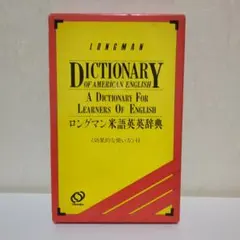 LONGMAN
DICTIONARY
OF AMERICAN ENGLISH
A DICTIONARY FOR
LEARNERS OF ENGLISH
ロングマン米語英英辞典